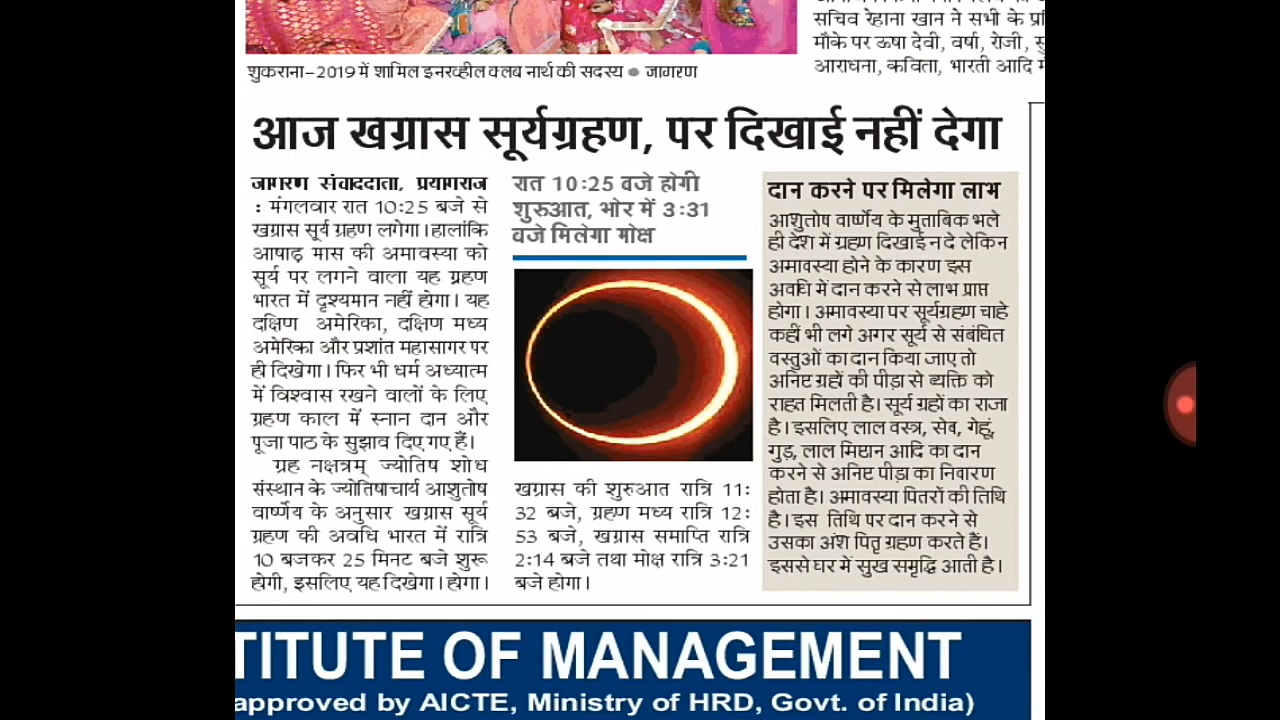 सचिव रेहाना खान ने सभी के प्रति
मौके पर ऊषा देवी, वर्षा, रोजी,
आराधना, कविता, भारती आदि
शुकराना-2019 में शामिल इनरव्हील क्लब नार्थ की सदस्य ● जागरण
आज खग्रास सूर्यग्रहण, पर दिखाई नहीं देगा
जागरण संवाददाता, प्रयागराज
: मंगलवार रात 10:25 बजे से
खग्रास सूर्य ग्रहण लगेगा। हालांकि
आषाढ़ मास की अमावस्या को
सूर्य पर लगने वाला यह ग्रहण
भारत में दृश्यमान नहीं होगा। यह
दक्षिण अमेरिका, दक्षिण मध्य
अमेरिका और प्रशांत महासागर पर
ही दिखेगा। फिर भी धर्म अध्यात्म
में विश्वास रखने वालों के लिए
ग्रहण काल में स्नान दान और
पूजा पाठ के सुझाव दिए गए हैं।
ग्रह नक्षत्रम् ज्योतिष शोध
संस्थान के ज्योतिषाचार्य आशुतोष
वार्ष्णेय के अनुसार खग्रास सूर्य
ग्रहण की अवधि भारत में रात्रि
10 बजकर 25 मिनट बजे शुरू
होगी, इसलिए यह दिखेगा। होगा।
रात 10:25 बजे होगी
शुरुआत, भोर में 3:31
वजे मिलेगा मोक्ष
खग्रास की शुरुआत रात्रि 11:
32 बजे, ग्रहण मध्य रात्रि 12:
53 बजे, खग्रास समाप्ति रात्रि
2:14 बजे तथा मोक्ष रात्रि 3:21
बजे होगा।
दान करने पर मिलेगा लाभ
आशुतोष वार्ष्णेय के मुताबिक भले
ही देश में ग्रहण दिखाई न दे लेकिन
अमावस्या होने के कारण इस
अवधि में दान करने से लाभ प्राप्त
होगा। अमावस्या पर सूर्यग्रहण चाहे
कहीं भी लगे अगर सूर्य से संबंधित
वस्तुओं का दान किया जाए तो
अनिष्ट ग्रहों की पीड़ा से व्यक्ति को
राहत मिलती है। सूर्य ग्रहों का राजा
है। इसलिए लाल वस्त्र, सेब, गेहूं,
गुड़, लाल मिष्ठान आदि का दान
करने से अनिष्ट पीड़ा का निवारण
होता है। अमावस्या पितरों की तिथि
है। इस तिथि पर दान करने से
उसका अंश पितृ ग्रहण करते हैं।
इससे घर में सुख समृद्धि आती है।
TITUTE OF MANAGEMENT
approved by AICTE, Ministry of HRD, Govt. of India)